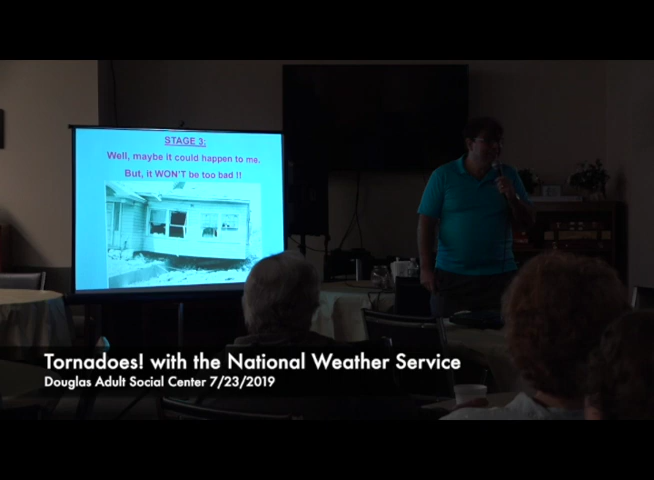 STAGE 3:
Well, maybe it could happen to me.
But, it WON'T be too bad !!
Tornadoes! with the National Weather Service
Douglas Adult Social Center 7/23/2019